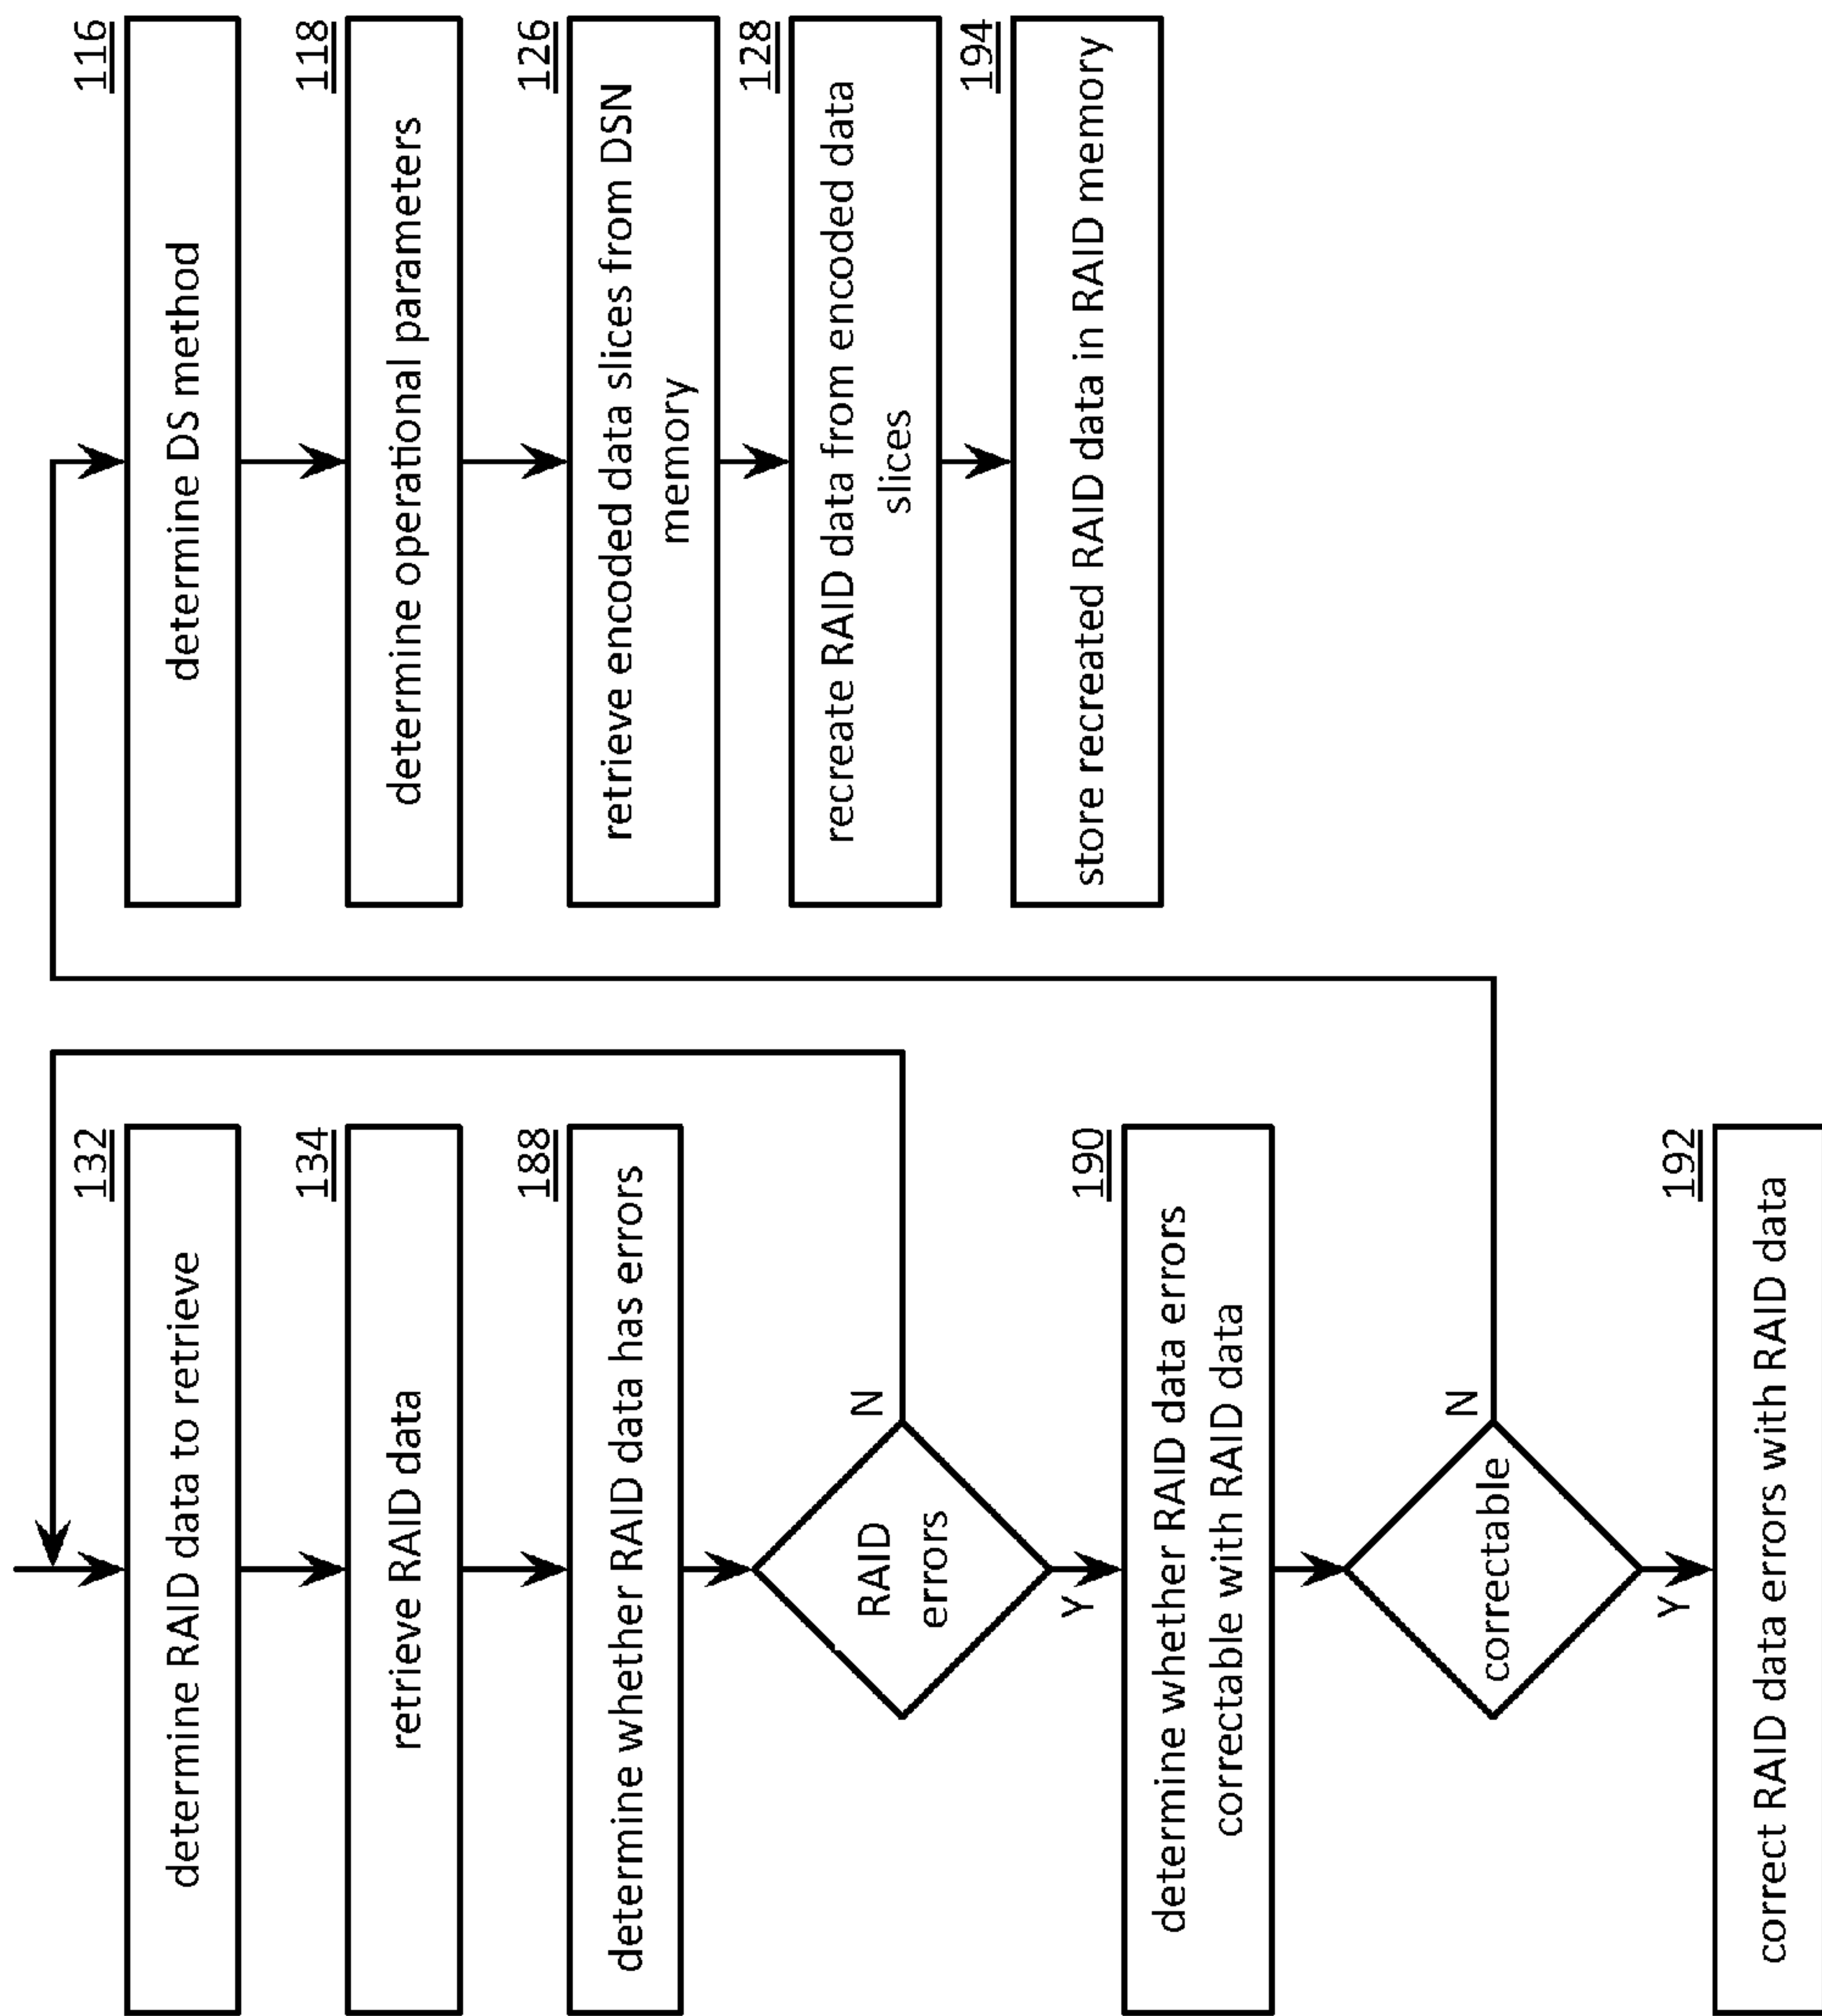 132
determine RAID data to retrieve
134
retrieve RAID data
188
determine whether RAID data has errors
RAID
errors
N
Y
190
determine whether RAID data errors
correctable with RAID data
correctable
N
Y
192
correct RAID data errors with RAID data
116
determine DS method
118
determine operational parameters
126
retrieve encoded data slices from DSN
memory
128
recreate RAID data from encoded data
slices
194
store recreated RAID data in RAID memory